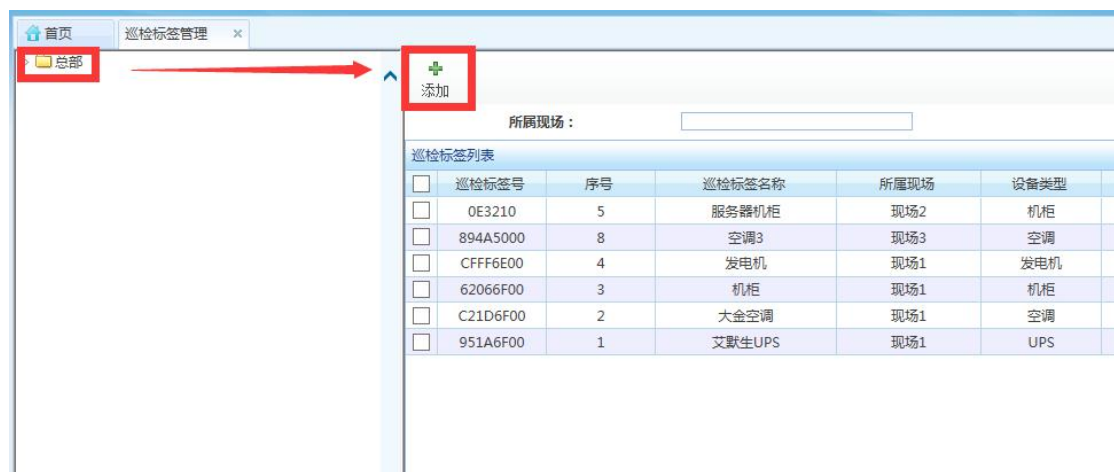 首页 巡检标签管理 ×
总部
添加
所属现场：
巡检标签列表
巡检标签号 序号 巡检标签名称 所属现场 设备类型
0E3210 5 服务器机柜 现场2 机柜
894A5000 8 空调3 现场3 空调
CFFF6E00 4 发电机 现场1 发电机
62066F00 3 机柜 现场1 机柜
C21D6F00 2 大金空调 现场1 空调
951A6F00 1 艾默生UPS 现场1 UPS